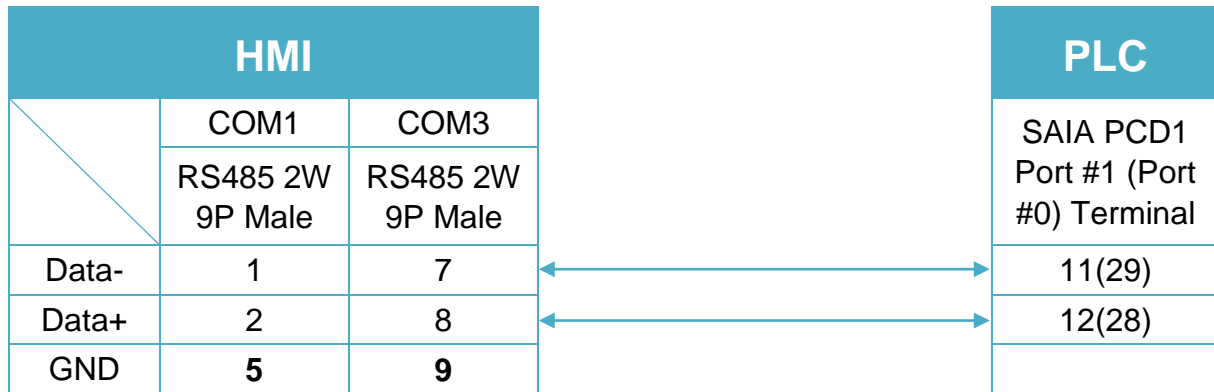 HMI
PLC
COM1 COM3
RS485 2W RS485 2W
9P Male 9P Male
SAIA PCD1
Port #1 (Port
#0) Terminal
Data- 1 7 11(29)
Data+ 2 8 12(28)
GND 5 9